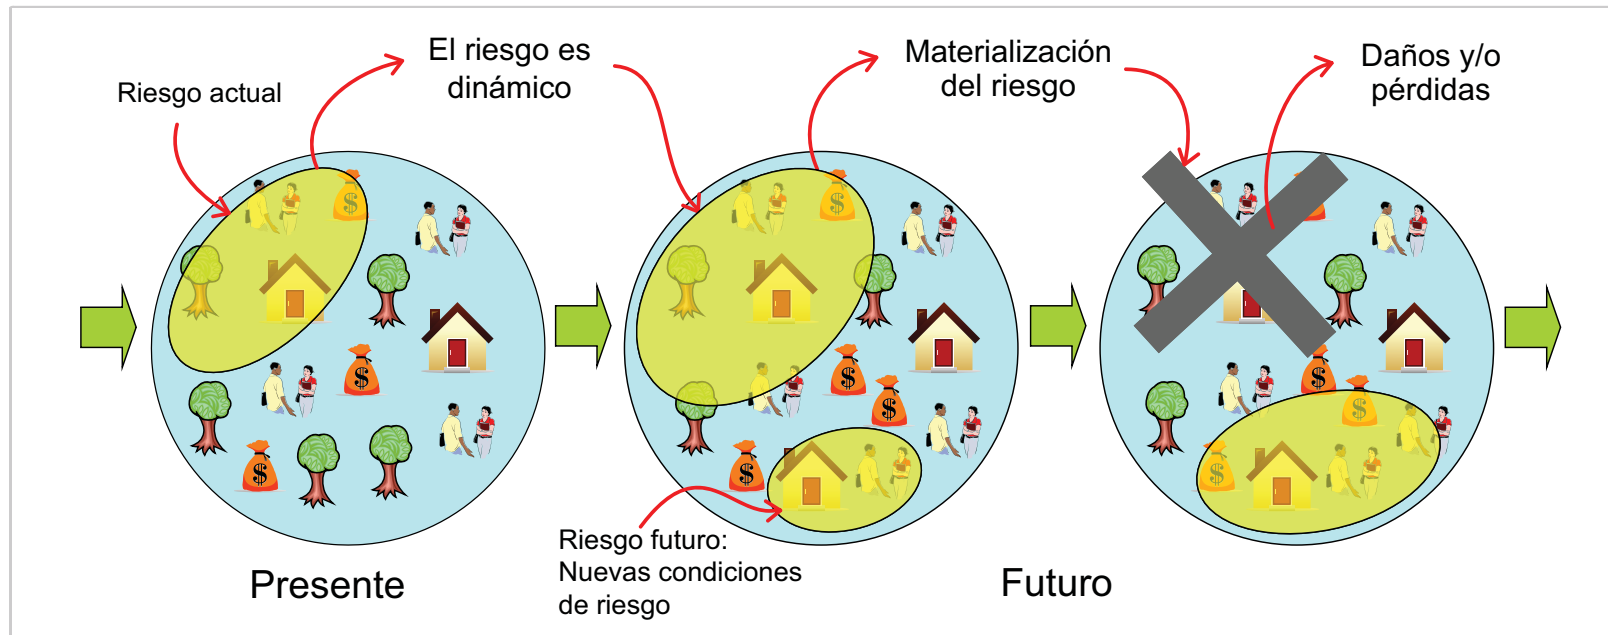 Riesgo actual
El riesgo es
dinámico
Materialización
del riesgo
Daños y/o
pérdidas
$
$
$
$
$
$
$
$
$
$
$
$
Riesgo futuro:
Nuevas condiciones
de riesgo
Presente
Futuro